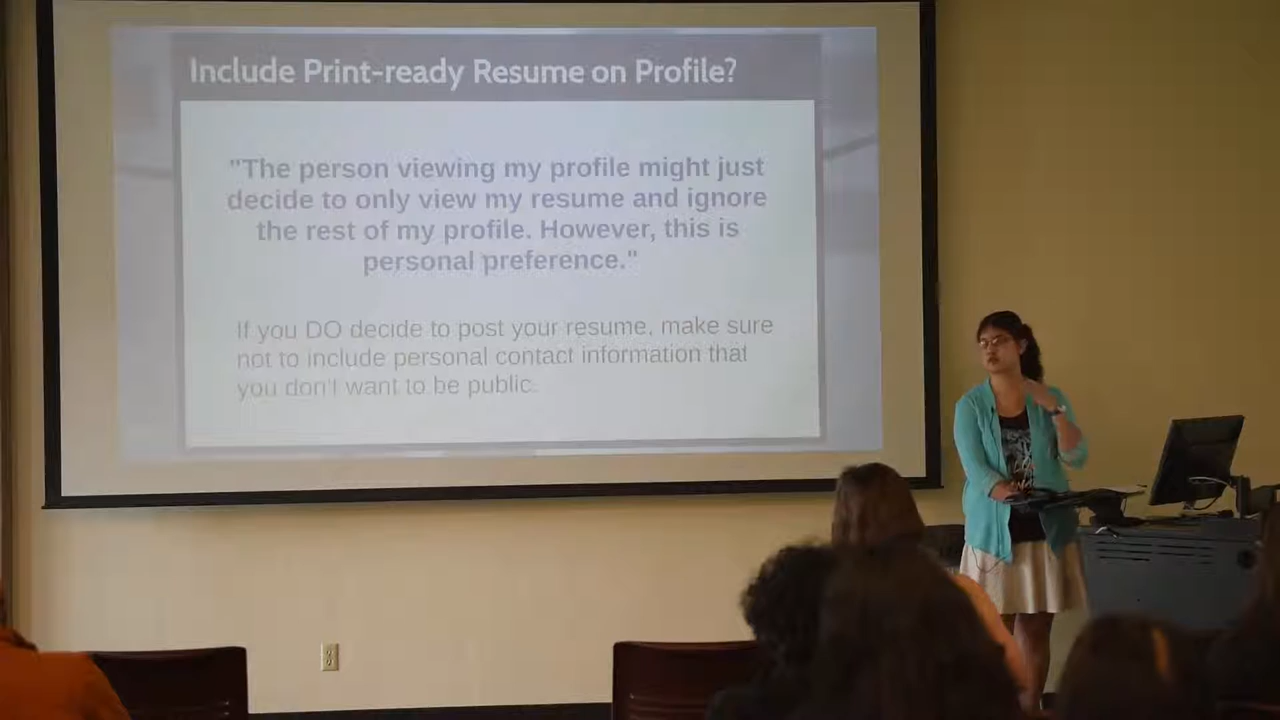 Include Print-ready Resume on Profile?
"The person viewing my profile might just
decide to only view my resume and ignore
the rest of my profile. However, this is
personal preference."
If you DO decide to post your resume, make sure
not to include personal contact information that
you don't want to be public.